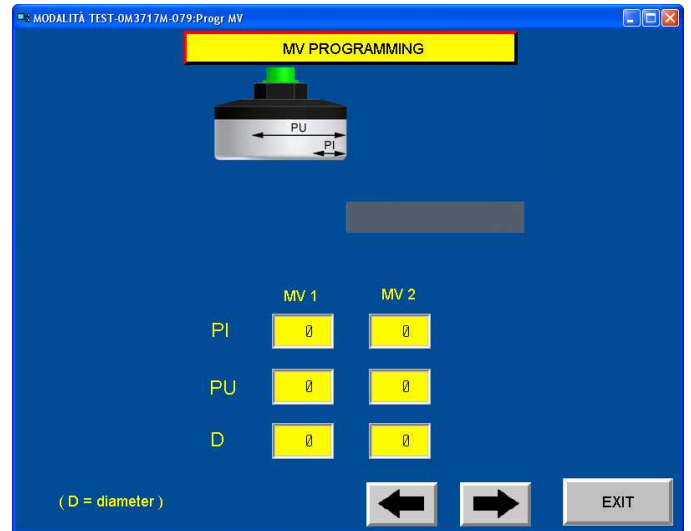 MODALITÀ TEST-0M3717M-079:Progr MV
MV PROGRAMMING
PU
PI
MV 1 MV 2
PI 0 0
PU 0 0
D 0 0
( D = diameter )
EXIT